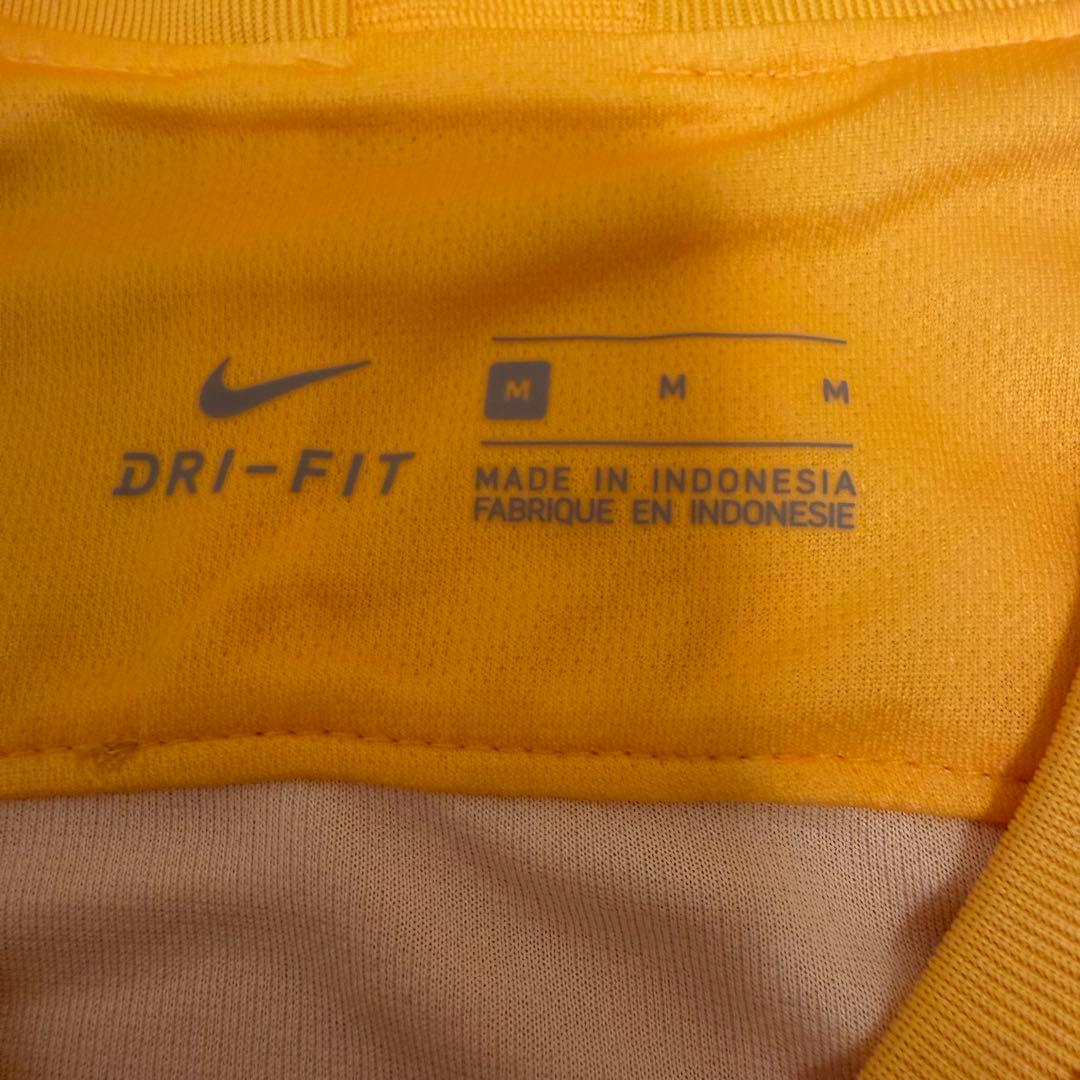 DRI-FIT
M M M
MADE IN INDONESIA
FABRIQUE EN INDONESIE